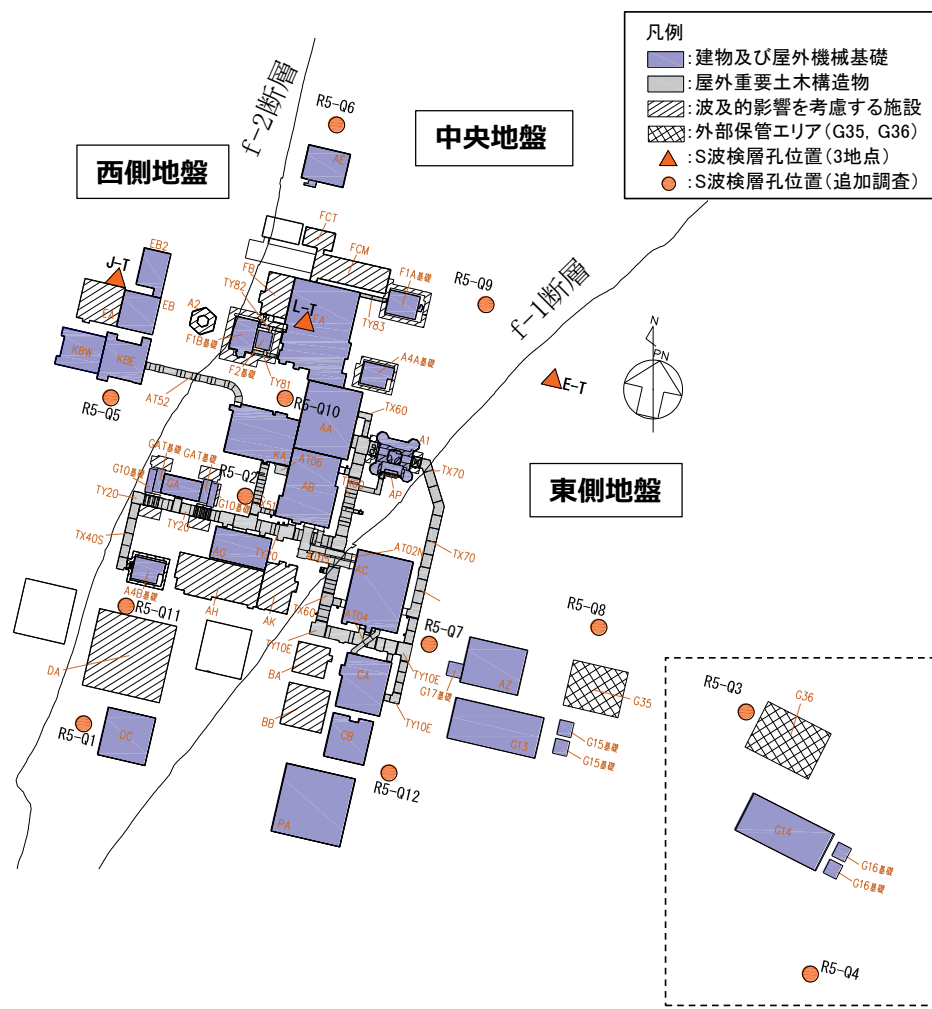 凡例
:建物及び屋外機械基礎
:屋外重要土木構造物
:波及的影響を考慮する施設
:外部保管エリア(G35, G36)
:S波検層孔位置(3地点)
:S波検層孔位置(追加調査)
f-2断層
R5-Q6
中央地盤
西側地盤
AE
FCT
FCM
EB2
J-T
FB
F1A基礎
R5-Q9
f-1断層
TY82
A2
EB
EA
L-T
FA
TY83
F1B基礎
N
PN
KBW
KBE
F2基礎
TY81
A4A基礎
E-T
AT52
R5-Q5
R5-Q10
TX60
AA
A1
GAT基礎
GAT基礎
KA
AT06
G10基礎
R5-Q2
TX70
GA
AB
AP
東側地盤
TY20
G10基礎
TX40S
TY20
AG
AT02N
TX70
AC
A4B基礎
AH
AK
TX60
AT04
R5-Q11
TY10E
R5-Q8
R5-Q7
DA
BA
CA
TY10E
AZ
G17基礎
G35
R5-Q3
G36
BB
TY10E
R5-Q1
DC
CB
G13
G15基礎
G15基礎
R5-Q12
PA
G14
G16基礎
G16基礎
R5-Q4